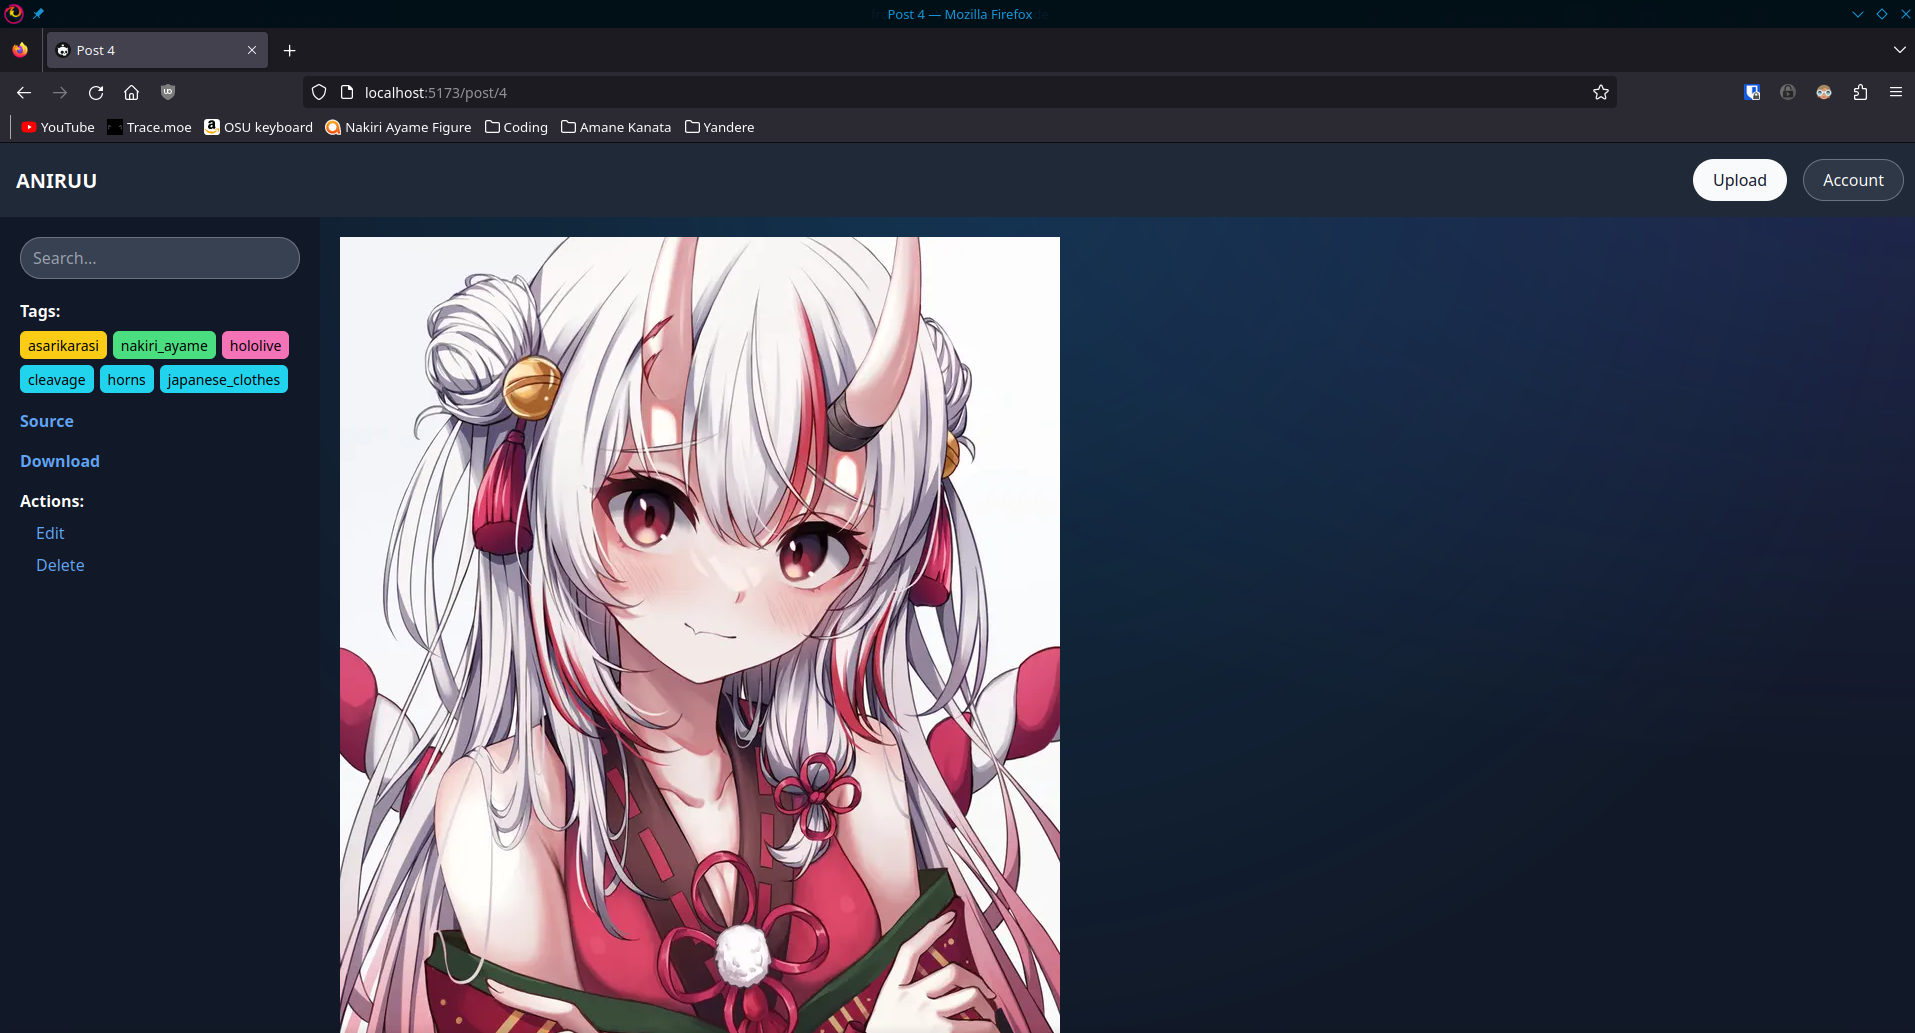 Post 4 — Mozilla Firefox
Post 4
localhost:5173/post/4
YouTube Trace.moe OSU keyboard Nakiri Ayame Figure Coding Amane Kanata Yandere
ANIRUU
Upload Account
Search...
Tags:
asarikarasi nakiri_ayame hololive
cleavage horns japanese_clothes
Source
Download
Actions:
Edit
Delete